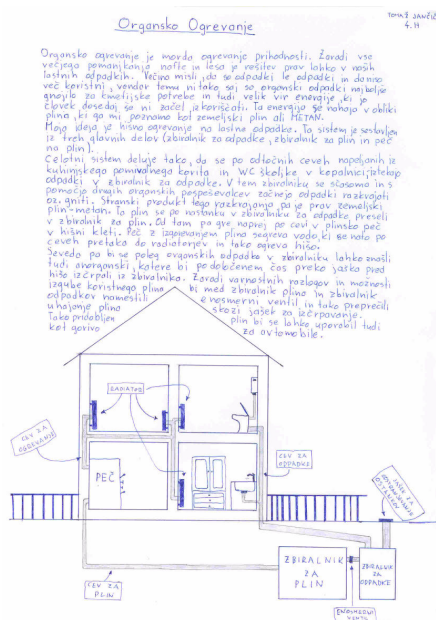 TOMAŽ JANČIČ
4.H
Organsko Ogrevanje
Organsko ogrevanje je morda ogrevanje prihodnosti. Zaradi vse
večjega pomanjkanja nafte in lesa je rešitev prav lahko v naših
lastnih odpadkih. Večina misli, da so odpadki le odpadki in da niso
več koristni, vendar temu ni tako saj so organski odpadki najboljše
gnojilo za kmetijske potrebe in tudi velik vir energije, ki jo
človek dosedaj še ni začel izkoriščati. Ta energija se nahaja v obliki
plina, ki ga mi poznamo kot zemeljski plin ali METAN.
Moja ideja je hišno ogrevanje na lastne odpadke. Ta sistem je sestavljen
iz treh glavnih delov (zbiralnik za odpadke, zbiralnik za plin in peč
na plin).
Celotni sistem deluje tako, da se po odtočnih ceveh napeljanih iz
kuhinjskega pomivalnega korita in WC školjke v kopalnici, iztekajo
odpadki v zbiralnik za odpadke. V tem zbiralniku se sčasoma in s
pomočjo dveh organskih pospeševalcev začnejo odpadki razkrajati
oz. gniti. Stranski produkt tega razkrajanja pa je prav zemeljski
plin-metan. Ta plin se po nastanku v zbiralniku za odpadke, preseli
v zbiralnik za plin. Od tam pa gre naprej po cevi v plinsko peč
v hišni kleti. Peč z izgorevanjem plina segreva vodo, ki se nato po
ceveh pretaka do radiatorjev in tako ogreva hišo.
Seveda pa bi se poleg organskih odpadkov v zbiralniku lahko znašli
tudi anorganski, katere bi po določenem času preko jaška pred
hišo izčrpali iz zbiralnika. Zaradi varnostnih razlogov in možnosti
izgube koristnega plina bi med zbiralnik plina in zbiralnik
odpadkov namestili enosmerni ventil in tako preprečili
uhajanje plina skozi jašek za izčrpavanje.
Tako pridobljen plin bi se lahko uporabil tudi
kot gorivo za avtomobile.
RADIATOR
CEV ZA
OGREVANJE
PEČ
CEV ZA
ODPADKE
JAŠEK ZA
ODSTRANJEVANJE
OSTANKOV
CEV ZA
PLIN
ZBIRALNIK
ZA
PLIN
ZBIRALNIK
ZA
ODPADKE
ENOSMERNI
VENTIL